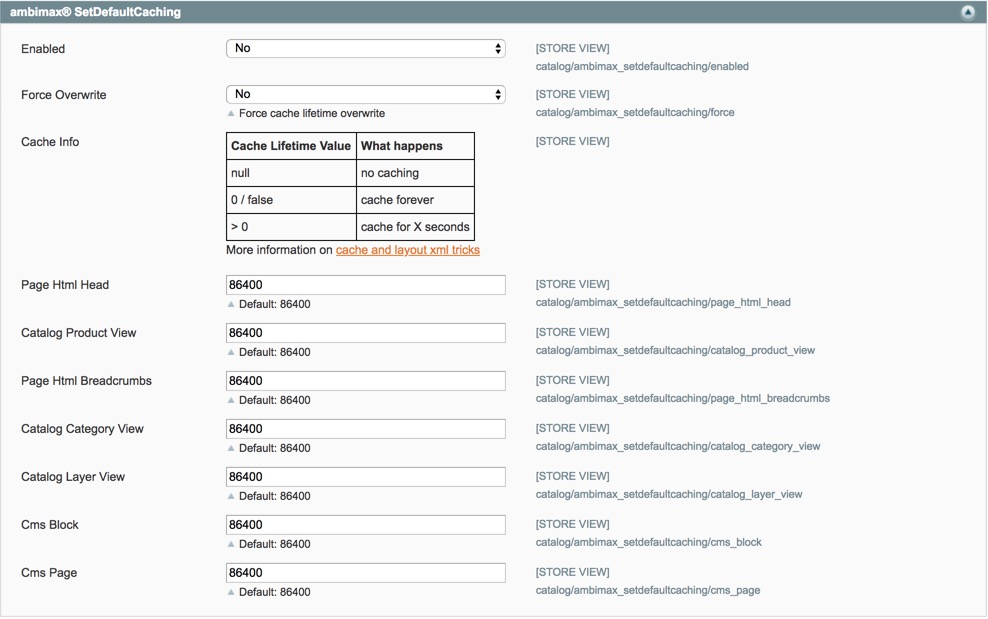 ambimax® SetDefaultCaching
Enabled No [STORE VIEW]
catalog/ambimax_setdefaultcaching/enabled
Force Overwrite No [STORE VIEW]
Force cache lifetime overwrite catalog/ambimax_setdefaultcaching/force
Cache Info [STORE VIEW]
Cache Lifetime Value What happens
null no caching
0 / false cache forever
> 0 cache for X seconds
More information on cache and layout xml tricks
Page Html Head 86400 [STORE VIEW]
Default: 86400 catalog/ambimax_setdefaultcaching/page_html_head
Catalog Product View 86400 [STORE VIEW]
Default: 86400 catalog/ambimax_setdefaultcaching/catalog_product_view
Page Html Breadcrumbs 86400 [STORE VIEW]
Default: 86400 catalog/ambimax_setdefaultcaching/page_html_breadcrumbs
Catalog Category View 86400 [STORE VIEW]
Default: 86400 catalog/ambimax_setdefaultcaching/catalog_category_view
Catalog Layer View 86400 [STORE VIEW]
Default: 86400 catalog/ambimax_setdefaultcaching/catalog_layer_view
Cms Block 86400 [STORE VIEW]
Default: 86400 catalog/ambimax_setdefaultcaching/cms_block
Cms Page 86400 [STORE VIEW]
Default: 86400 catalog/ambimax_setdefaultcaching/cms_page